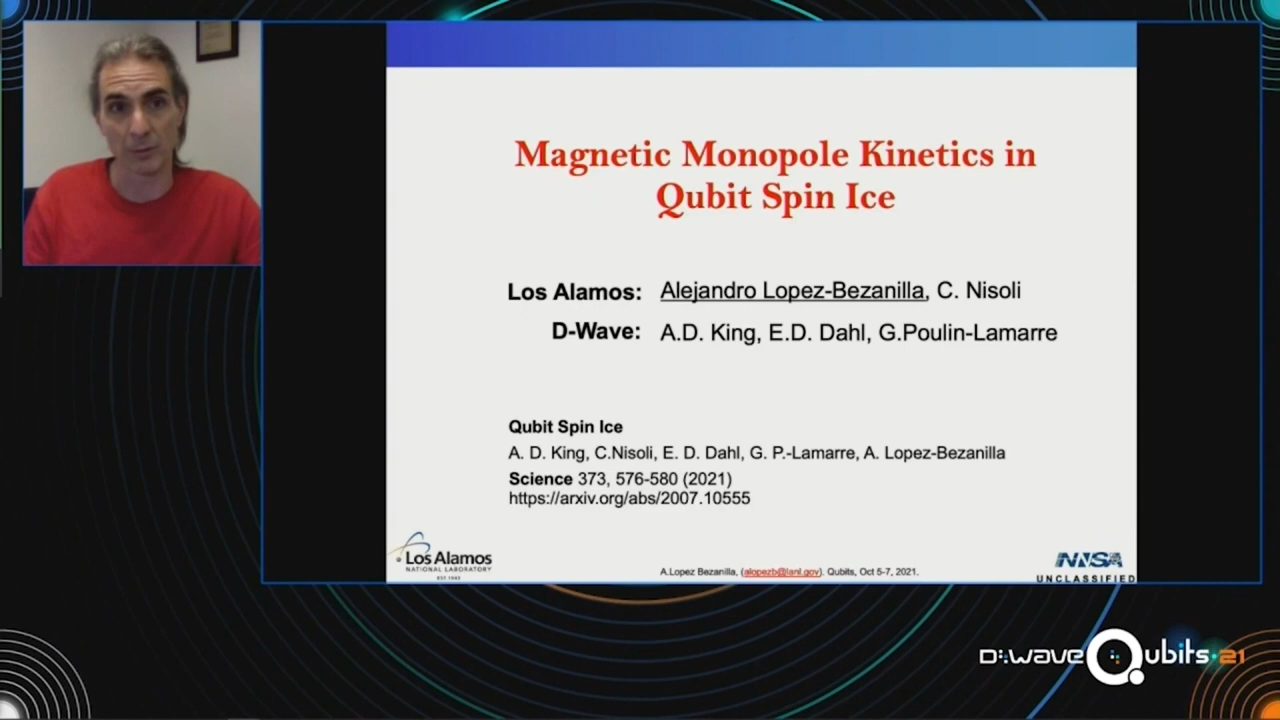 Magnetic Monopole Kinetics in
Qubit Spin Ice
Los Alamos: Alejandro Lopez-Bezanilla, C. Nisoli
D-Wave: A.D. King, E.D. Dahl, G.Poulin-Lamarre
Qubit Spin Ice
A. D. King, C.Nisoli, E. D. Dahl, G. P.-Lamarre, A. Lopez-Bezanilla
Science 373, 576-580 (2021)
https://arxiv.org/abs/2007.10555
Los Alamos
NATIONAL LABORATORY
EST.1943
A.Lopez Bezanilla, (alopezb@lanl.gov). Qubits, Oct 5-7, 2021.
NNSA
UNCLASSIFIED
D:wave Qubits·21